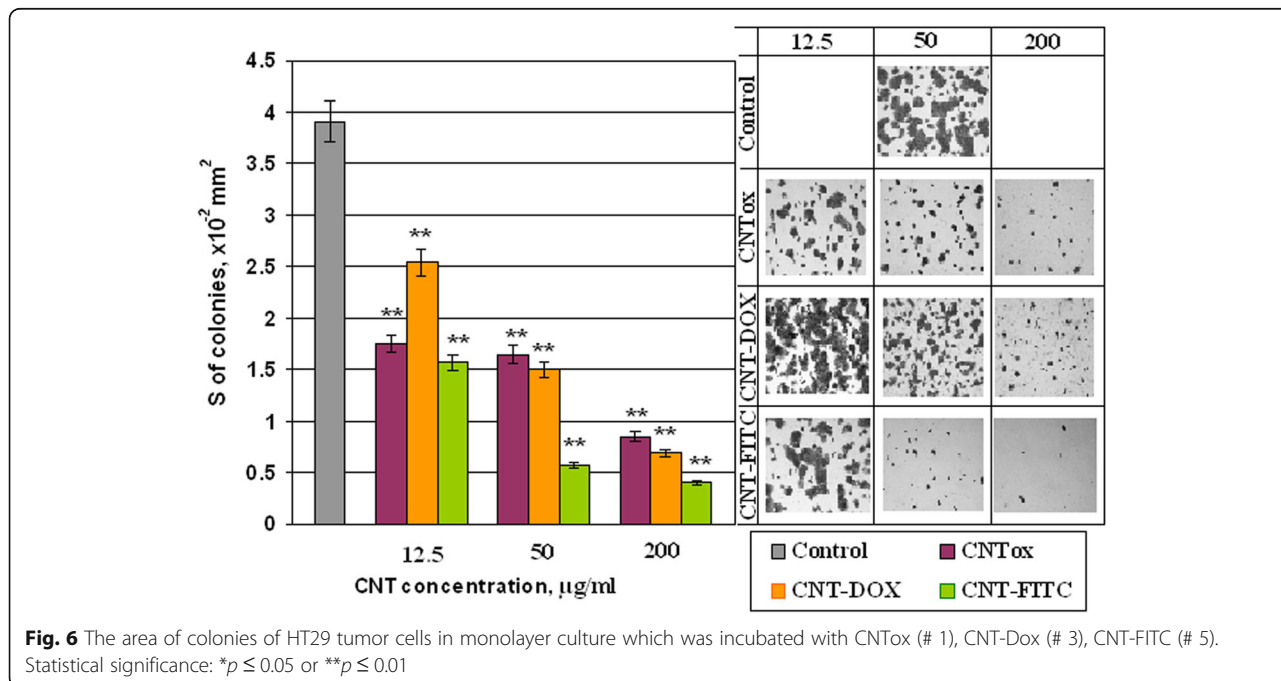 4.5
4
3.5
3
2.5
2
1.5
1
0.5
0
S of colonies, x10⁻² mm²
**
**
**
**
**
**
**
**
**
12.5
50
200
CNT concentration, µg/ml
12.5 50 200
Control
CNTox
CNT-DOX
CNT-FITC
Control CNTox
CNT-DOX CNT-FITC
Fig. 6 The area of colonies of HT29 tumor cells in monolayer culture which was incubated with CNTox (# 1), CNT-Dox (# 3), CNT-FITC (# 5).
Statistical significance: *p ≤ 0.05 or **p ≤ 0.01